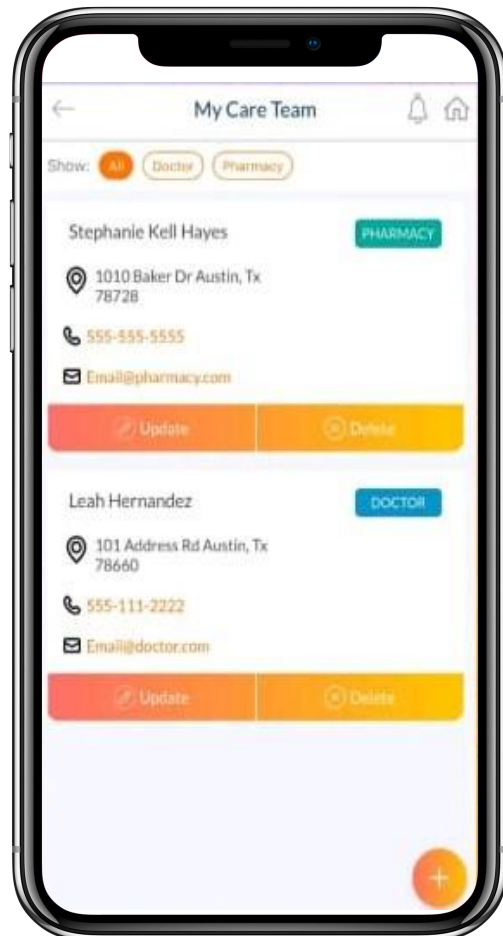 My Care Team
Show: All Doctor Pharmacy
Stephanie Kell Hayes PHARMACY
1010 Baker Dr Austin, Tx
78728
555-555-5555
Email@pharmacy.com
Update Delete
Leah Hernandez DOCTOR
101 Address Rd Austin, Tx
78660
555-111-2222
Email@doctor.com
Update Delete